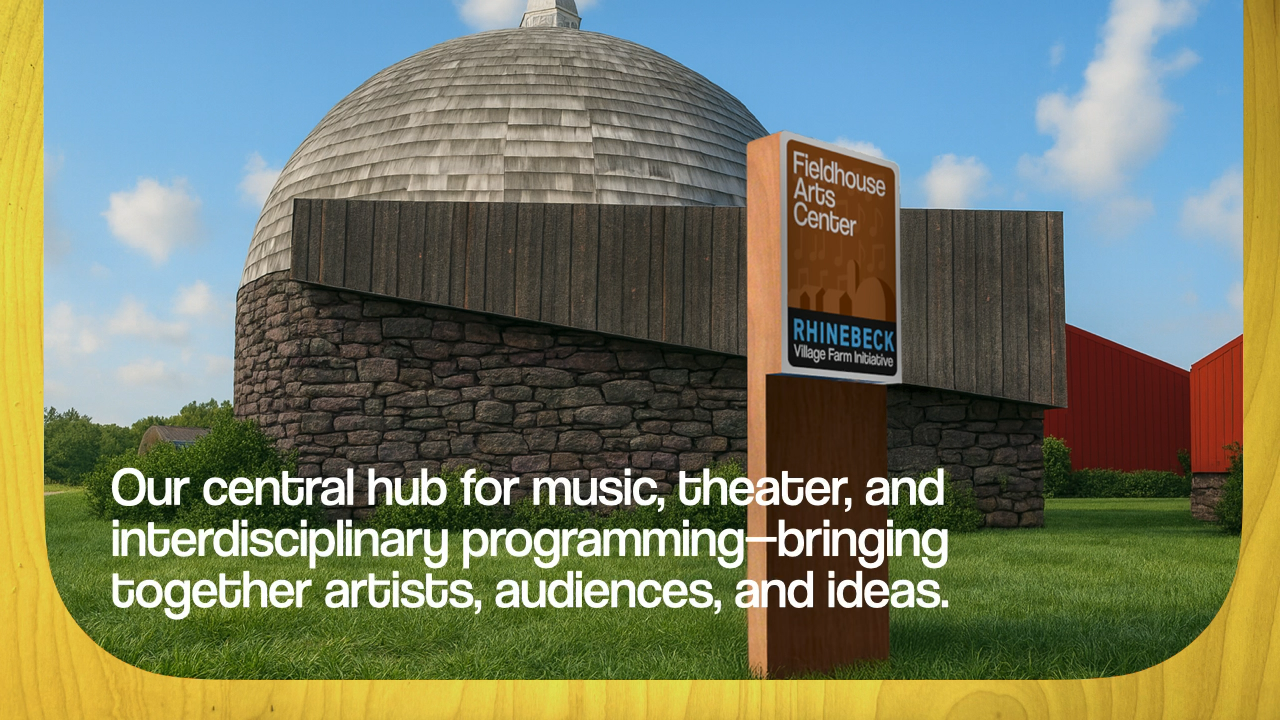 Fieldhouse
Arts
Center
RHINEBECK
Village Farm Initiative
Our central hub for music, theater, and
interdisciplinary programming—bringing
together artists, audiences, and ideas.